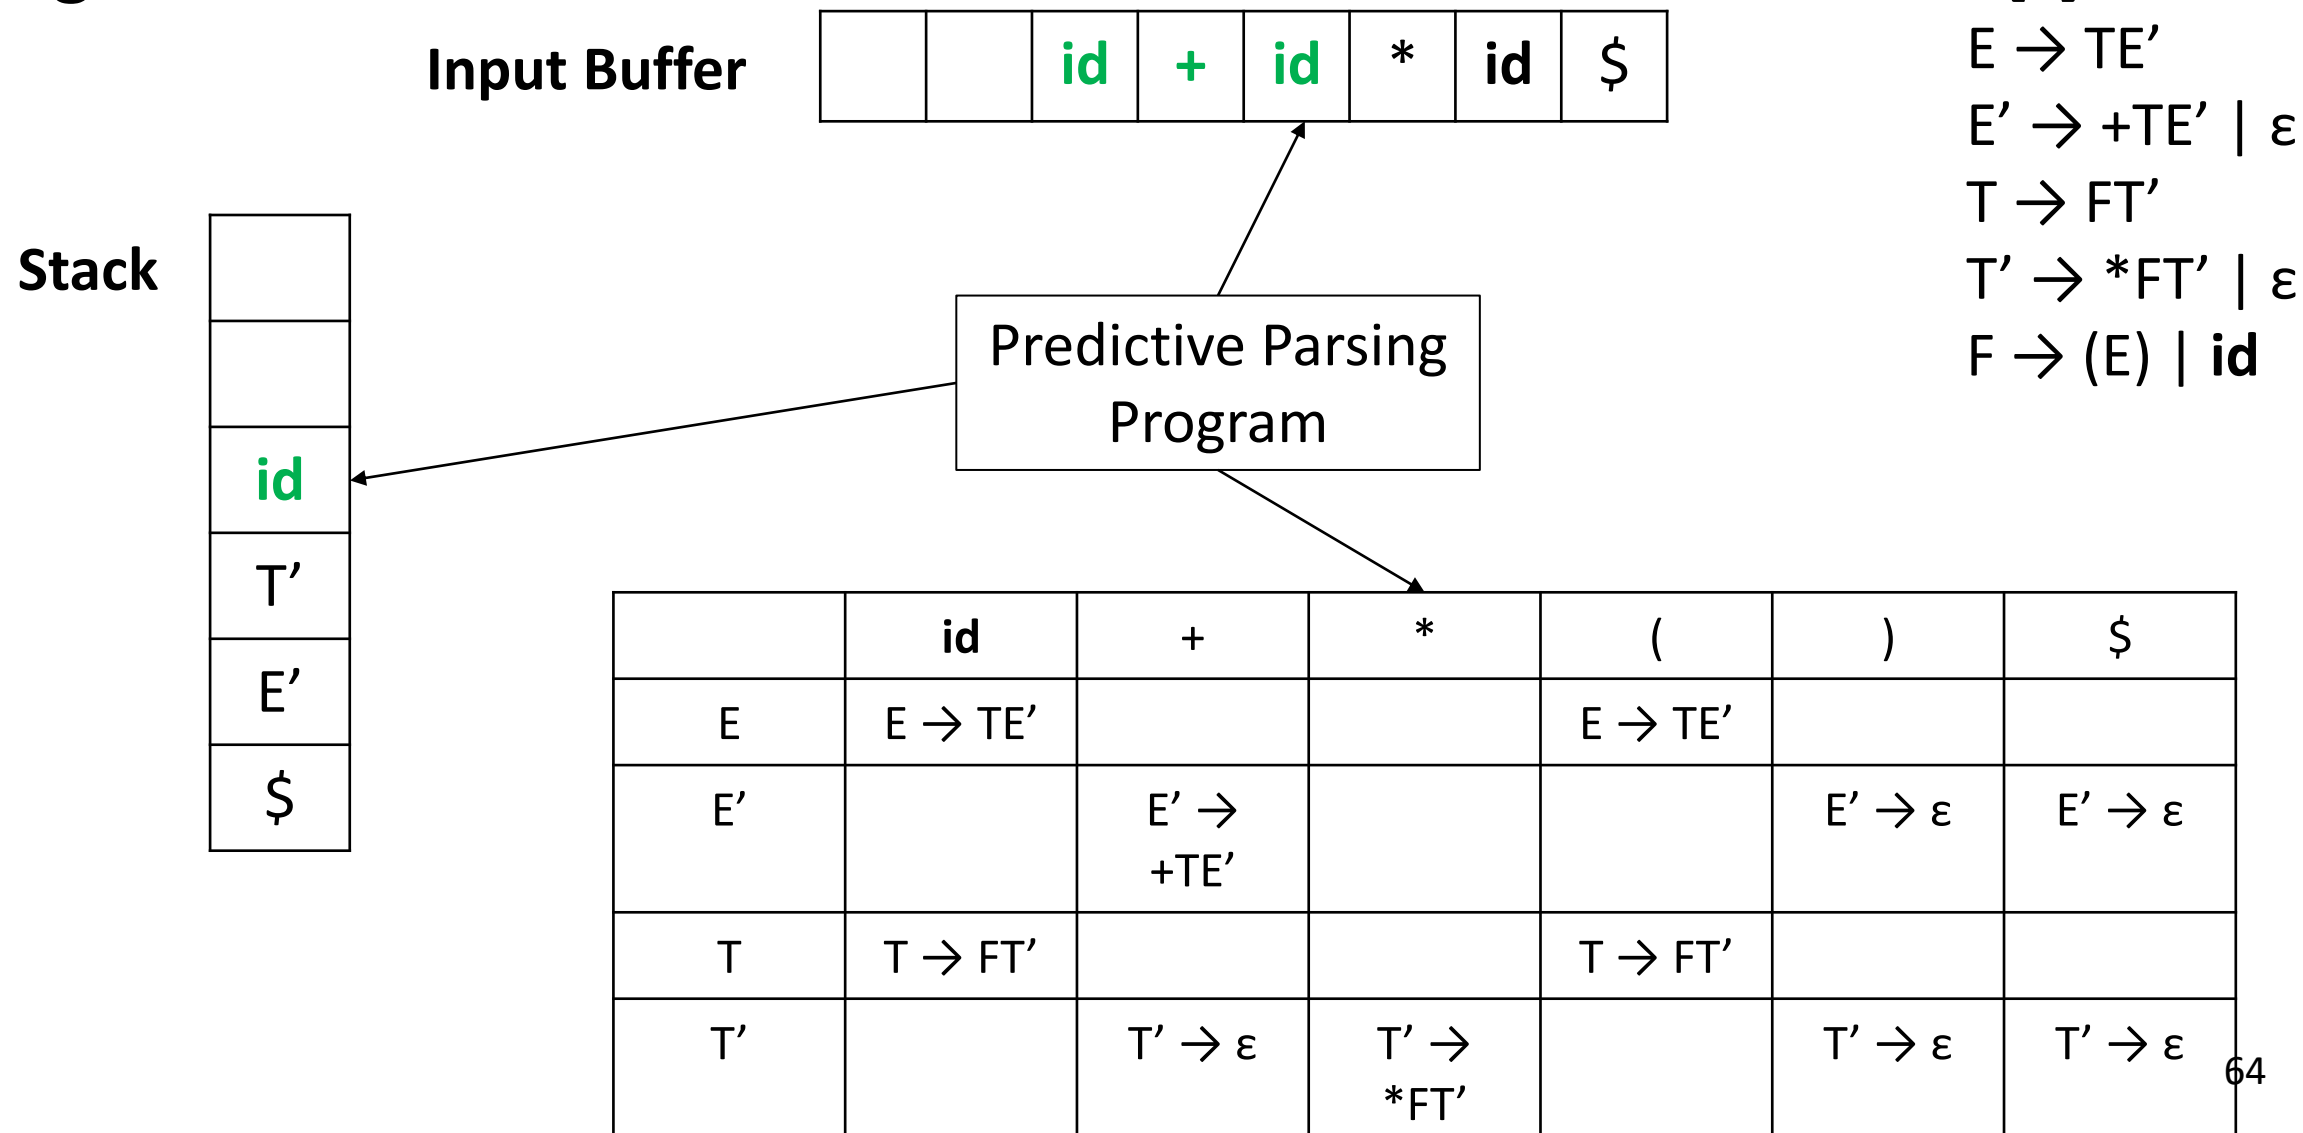 Input Buffer
id + id * id $
E → TE’
E’ → +TE’ | ε
T → FT’
T’ → *FT’ | ε
F → (E) | id
Stack
id
T’
E’
$
Predictive Parsing
Program
id + * ( ) $
E E → TE’ E → TE’
E’ E’ → E’ → ε E’ → ε
+TE’
T T → FT’ T → FT’
T’ T’ → ε T’ → T’ → ε T’ → ε
*FT’
64